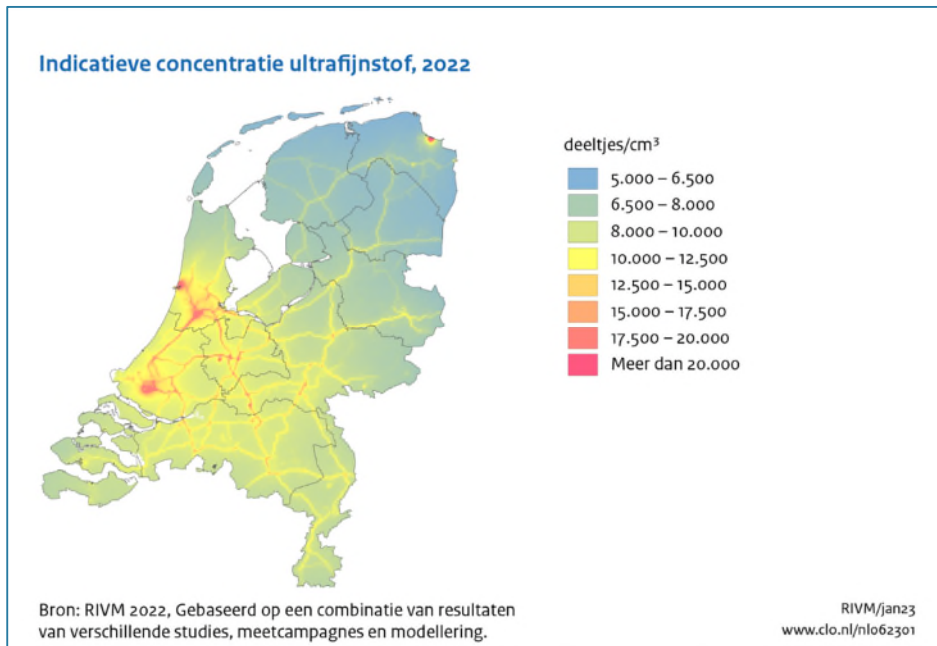 Indicatieve concentratie ultrafijnstof, 2022
deeltjes/cm³
5.000 – 6.500
6.500 – 8.000
8.000 – 10.000
10.000 – 12.500
12.500 – 15.000
15.000 – 17.500
17.500 – 20.000
Meer dan 20.000
Bron: RIVM 2022, Gebaseerd op een combinatie van resultaten
van verschillende studies, meetcampagnes en modellering.
RIVM/jan23
www.clo.nl/nl062301